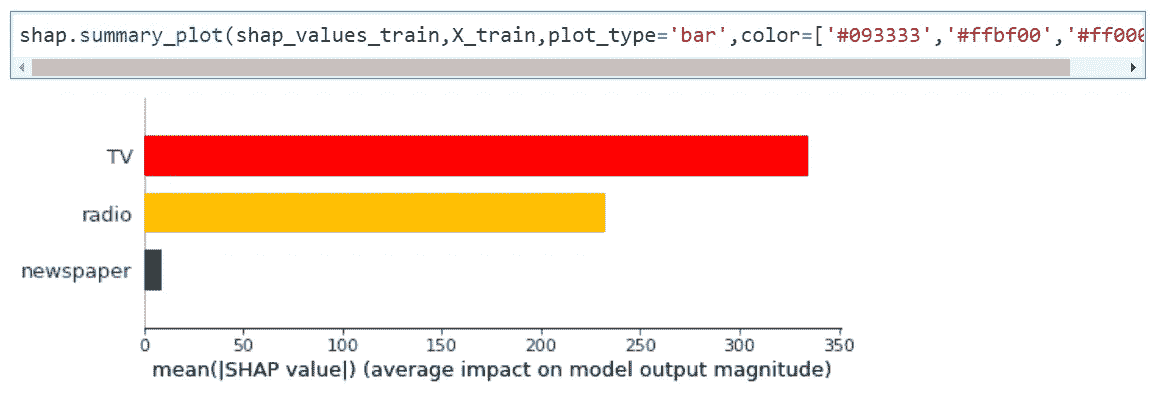 shap.summary_plot(shap_values_train,X_train,plot_type='bar',color=['#093333','#ffbf00','#ff000
TV
radio
newspaper
0 50 100 150 200 250 300 350
mean(|SHAP value|) (average impact on model output magnitude)